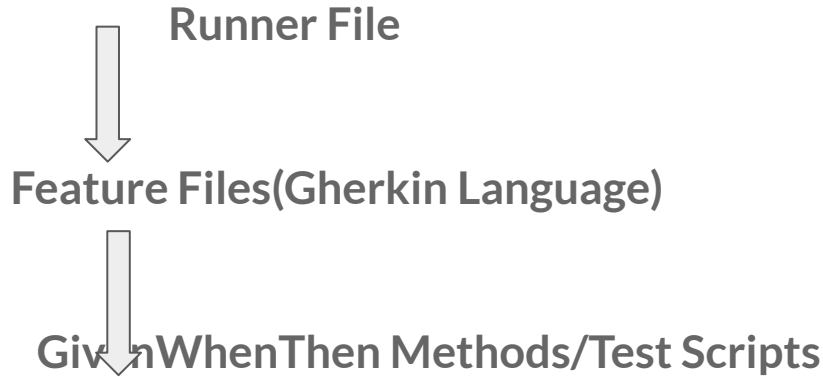 Runner File
Feature Files(Gherkin Language)
GivenWhenThen Methods/Test Scripts